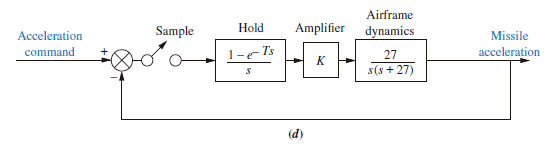 Acceleration
command
+
−
Sample
Hold
1 − e^− Ts
s
Amplifier
K
Airframe
dynamics
27
s(s + 27)
Missile
acceleration
(d)